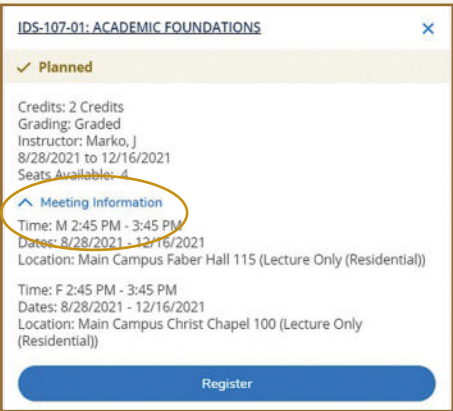 IDS-107-01: ACADEMIC FOUNDATIONS
Planned
Credits: 2 Credits
Grading: Graded
Instructor: Marko, J
8/28/2021 to 12/16/2021
Seats Available: 4
Meeting Information
Time: M 2:45 PM - 3:45 PM
Dates: 8/28/2021 - 12/16/2021
Location: Main Campus Faber Hall 115 (Lecture Only (Residential))
Time: F 2:45 PM - 3:45 PM
Dates: 8/28/2021 - 12/16/2021
Location: Main Campus Christ Chapel 100 (Lecture Only
(Residential))
Register